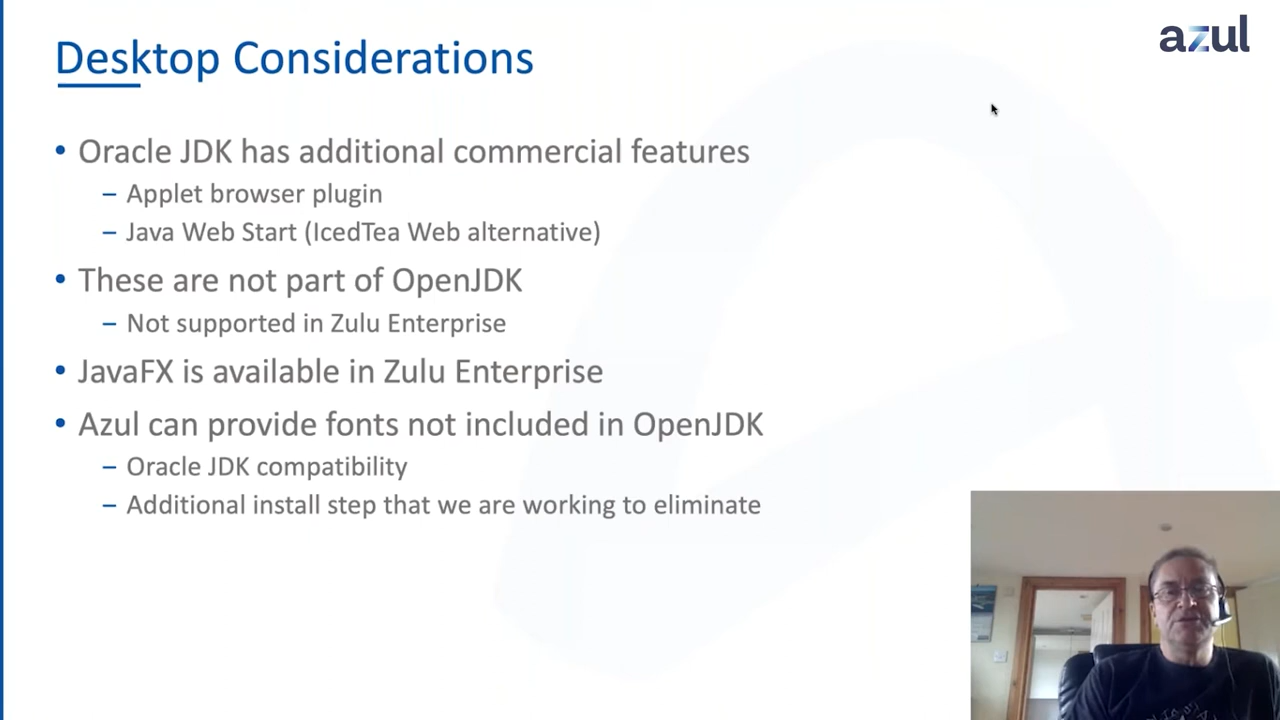 azul
Desktop Considerations
• Oracle JDK has additional commercial features
– Applet browser plugin
– Java Web Start (IcedTea Web alternative)
• These are not part of OpenJDK
– Not supported in Zulu Enterprise
• JavaFX is available in Zulu Enterprise
• Azul can provide fonts not included in OpenJDK
– Oracle JDK compatibility
– Additional install step that we are working to eliminate